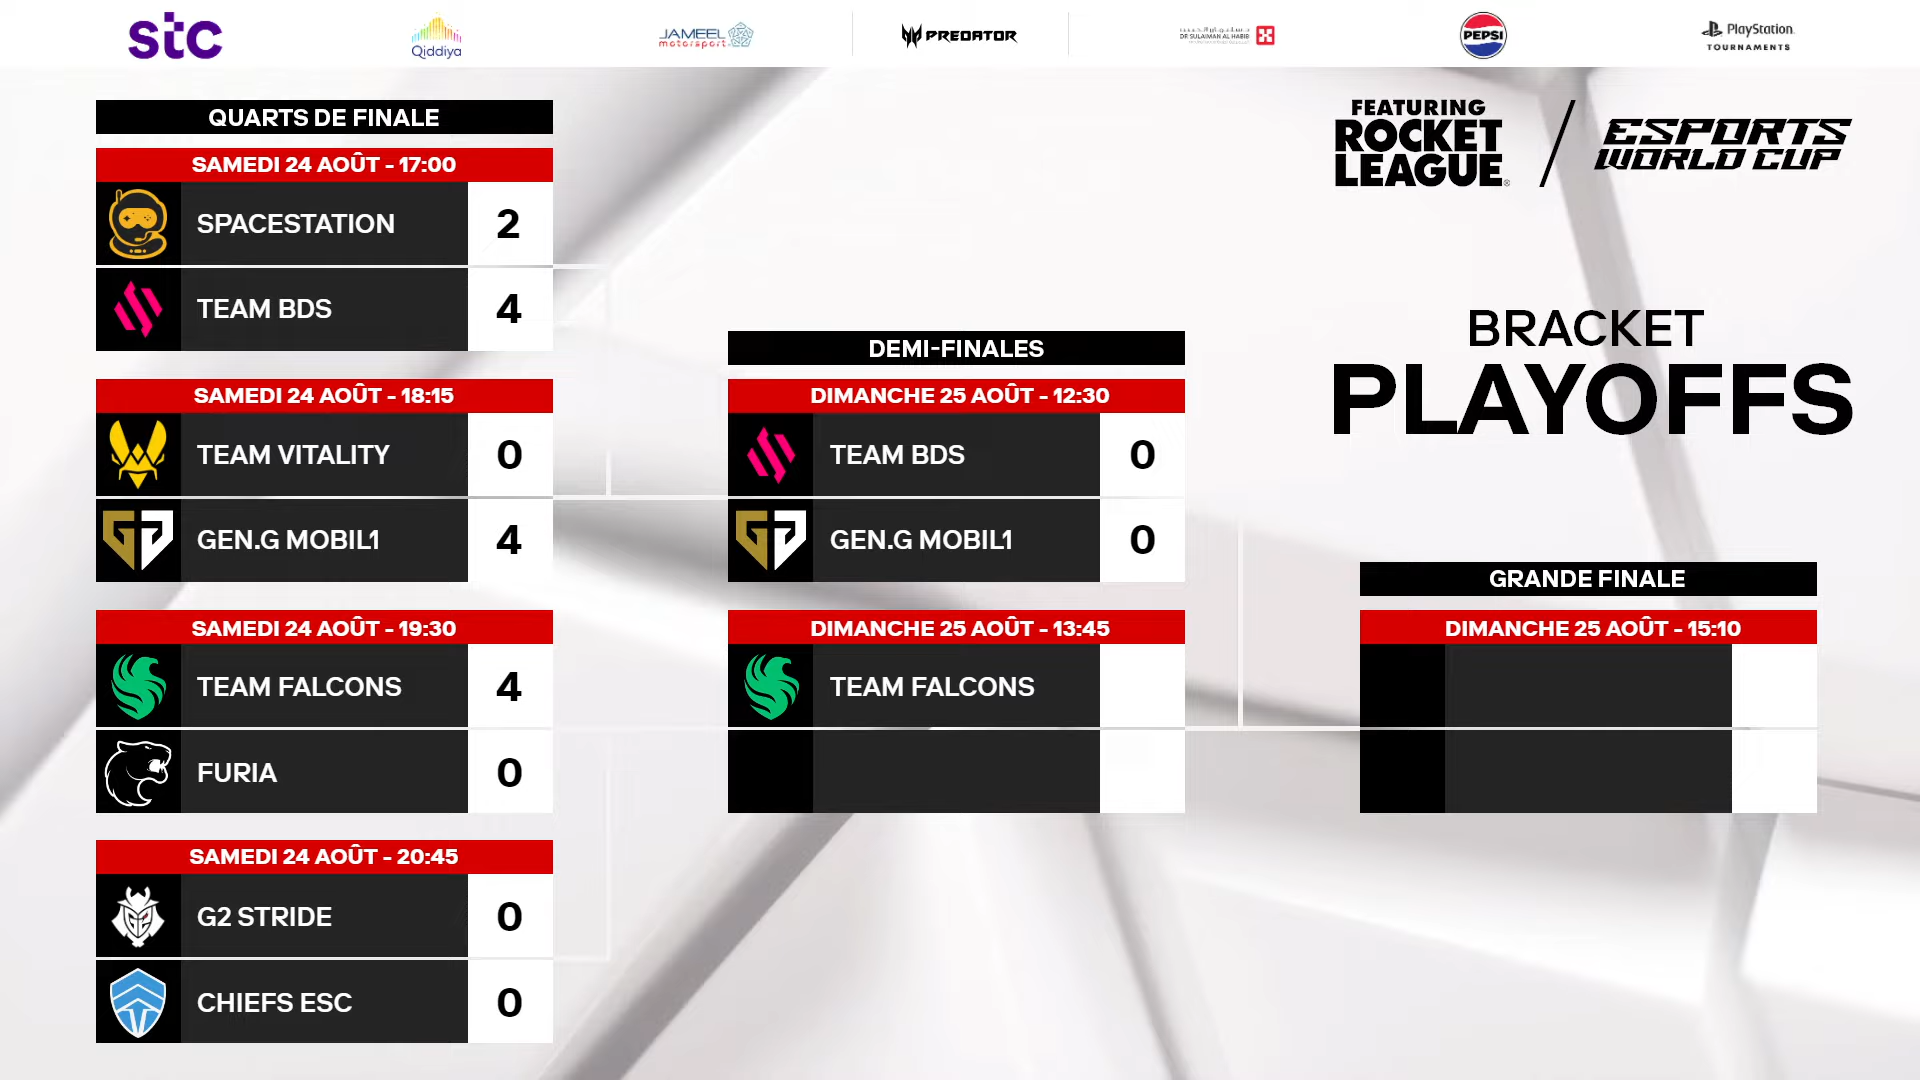 stc
Qiddiya
JAMEEL
motorsport
PREDATOR
DR SULAIMAN AL HABIB
PEPSI
PlayStation
TOURNAMENTS
FEATURING
ROCKET
LEAGUE
ESPORTS
WORLD CUP
BRACKET
PLAYOFFS
QUARTS DE FINALE
SAMEDI 24 AOÛT - 17:00
SPACESTATION 2
TEAM BDS 4
SAMEDI 24 AOÛT - 18:15
TEAM VITALITY 0
GEN.G MOBIL1 4
SAMEDI 24 AOÛT - 19:30
TEAM FALCONS 4
FURIA 0
SAMEDI 24 AOÛT - 20:45
G2 STRIDE 0
CHIEFS ESC 0
DEMI-FINALES
DIMANCHE 25 AOÛT - 12:30
TEAM BDS 0
GEN.G MOBIL1 0
DIMANCHE 25 AOÛT - 13:45
TEAM FALCONS
GRANDE FINALE
DIMANCHE 25 AOÛT - 15:10